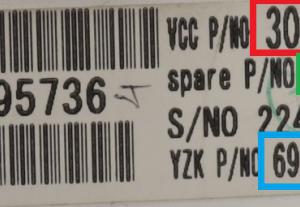 VCC P/NO 30
spare P/NO
95736
S/NO 224
YZK P/NO 69